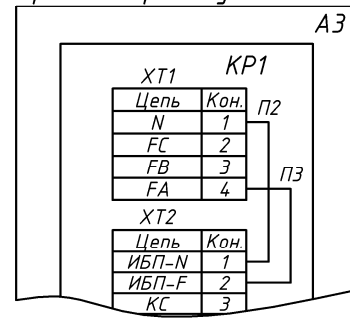 А3
КР1
ХТ1
Цепь Кон.
N 1
FC 2
FB 3
FA 4
П2
П3
ХТ2
Цепь Кон.
ИБП-N 1
ИБП-F 2
КС 3